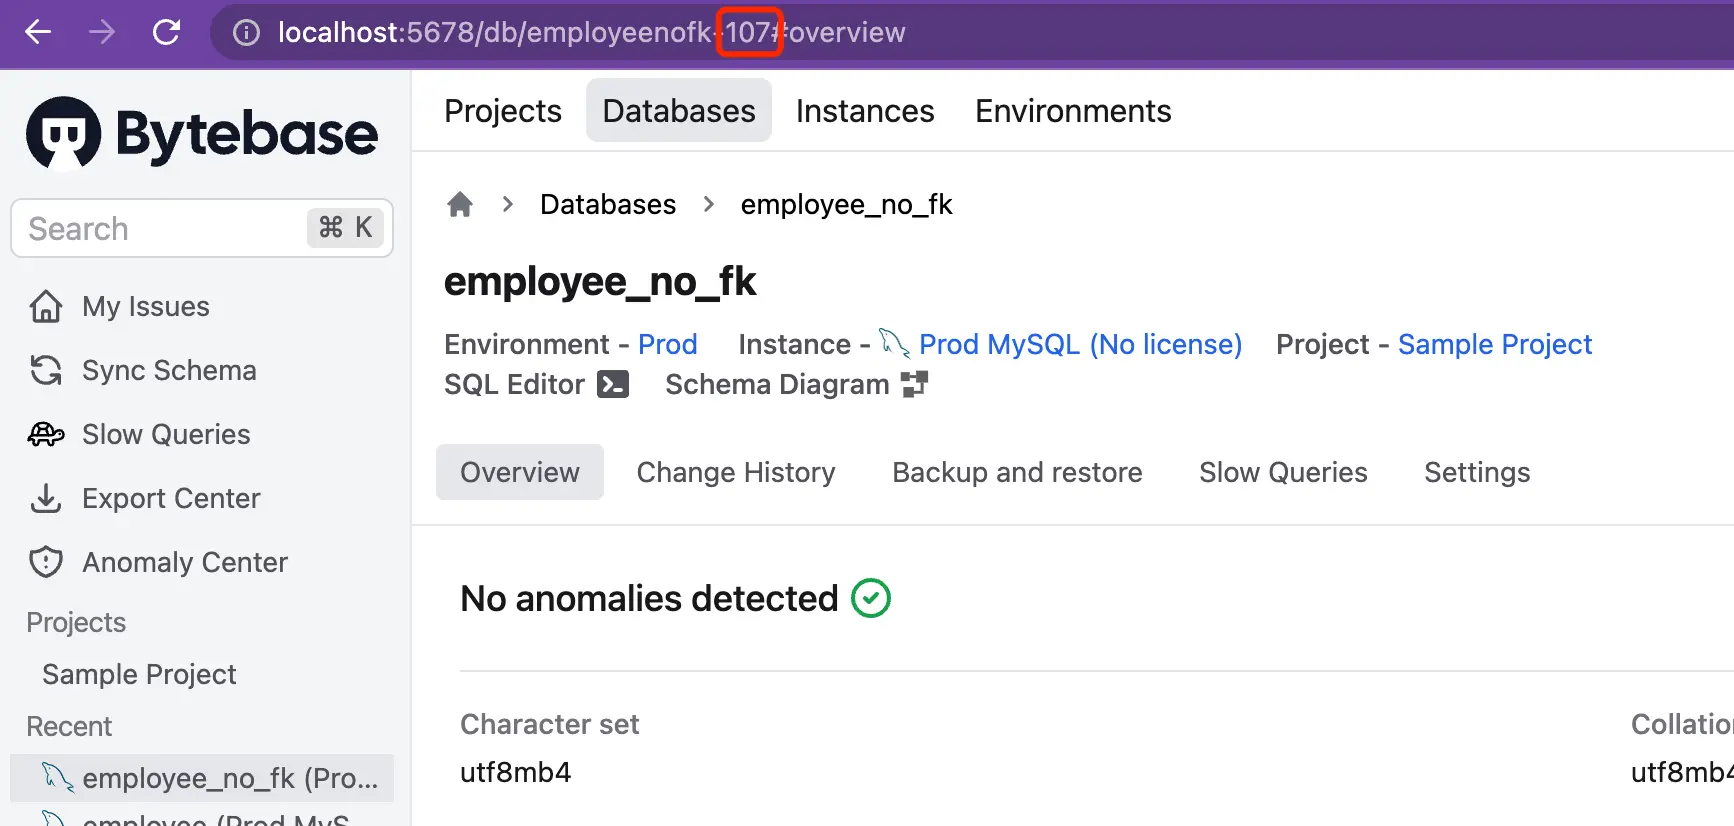 localhost:5678/db/employeenofk-107#overview
Bytebase
Search ⌘ K
My Issues
Sync Schema
Slow Queries
Export Center
Anomaly Center
Projects
Sample Project
Recent
employee_no_fk (Pro...
employee (Prod MyS
Projects Databases Instances Environments
Databases > employee_no_fk
employee_no_fk
Environment - Prod Instance - Prod MySQL (No license) Project - Sample Project
SQL Editor Schema Diagram
Overview Change History Backup and restore Slow Queries Settings
No anomalies detected
Character set Collatio
utf8mb4 utf8mb4